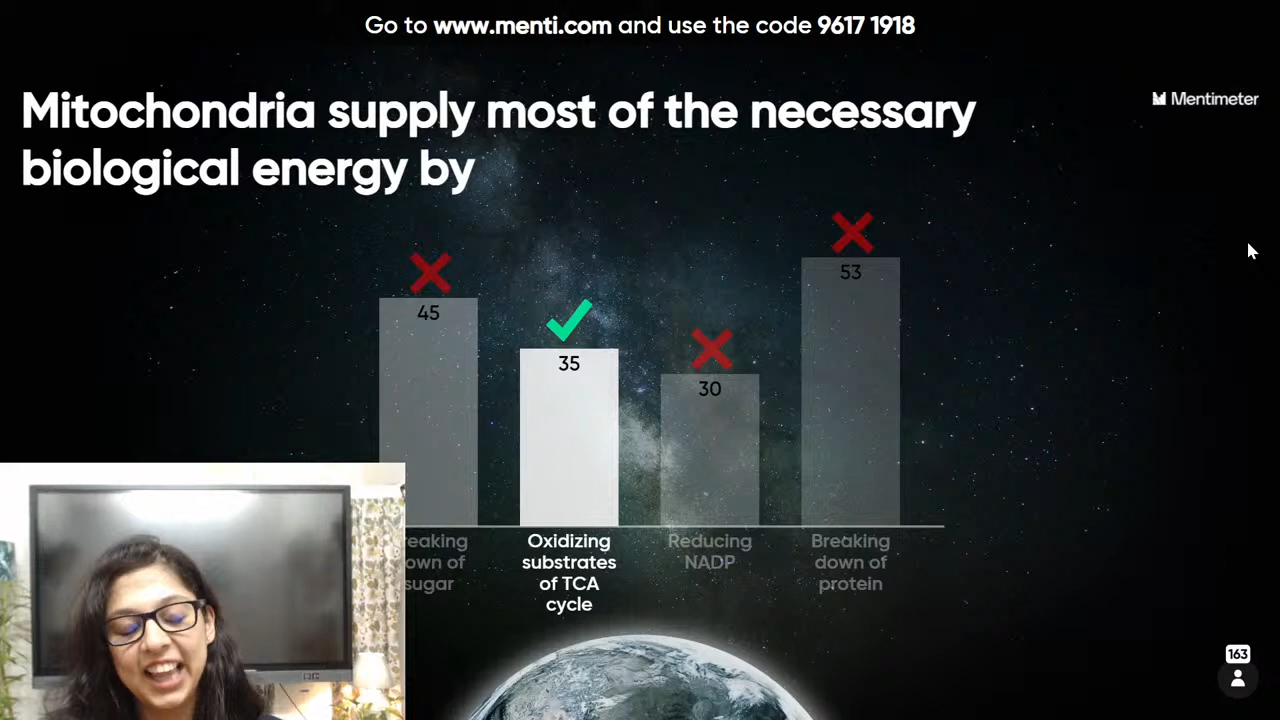 Go to www.menti.com and use the code 9617 1918
Mitochondria supply most of the necessary
biological energy by
Mentimeter
53
45
35
30
reaking
own of
sugar
Oxidizing
substrates
of TCA
cycle
Reducing
NADP
Breaking
down of
protein
163